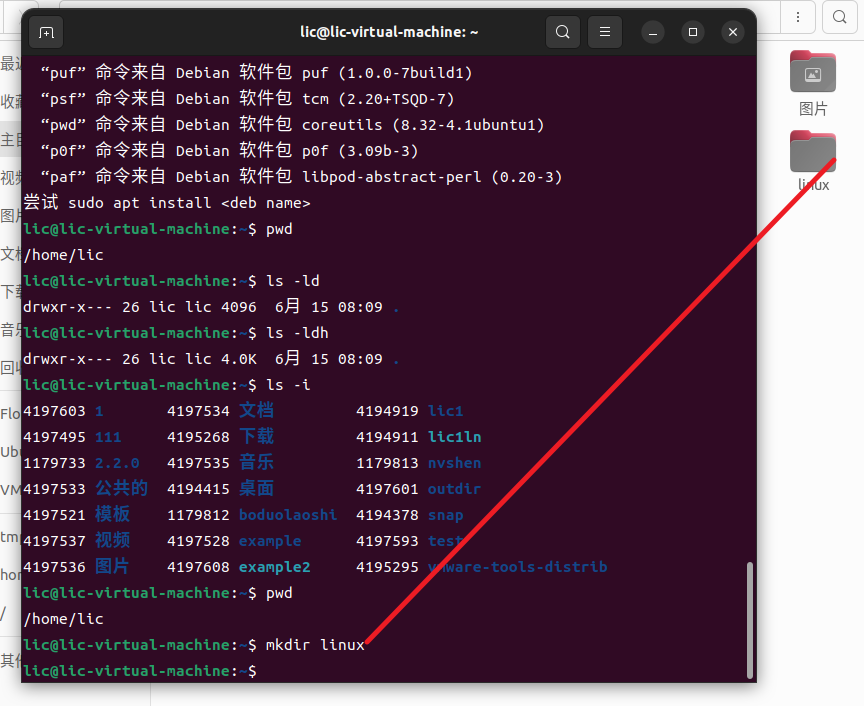 lic@lic-virtual-machine: ~
“puf” 命令来自 Debian 软件包 puf (1.0.0-7build1)
“psf” 命令来自 Debian 软件包 tcm (2.20+TSQD-7)
“pwd” 命令来自 Debian 软件包 coreutils (8.32-4.1ubuntu1)
“p0f” 命令来自 Debian 软件包 p0f (3.09b-3)
“paf” 命令来自 Debian 软件包 libpod-abstract-perl (0.20-3)
尝试 sudo apt install <deb name>
lic@lic-virtual-machine:~$ pwd
/home/lic
lic@lic-virtual-machine:~$ ls -ld
drwxr-x--- 26 lic lic 4096  6月 15 08:09 .
lic@lic-virtual-machine:~$ ls -ldh
drwxr-x--- 26 lic lic 4.0K  6月 15 08:09 .
lic@lic-virtual-machine:~$ ls -i
4197603 1 4197534 文档 4194919 lic1
4197495 111 4195268 下载 4194911 lic1ln
1179733 2.2.0 4197535 音乐 1179813 nvshen
4197533 公共的 4194415 桌面 4197601 outdir
4197521 模板 1179812 boduolaoshi 4194378 snap
4197537 视频 4197528 example 4197593 test
4197536 图片 4197608 example2 4195295 vmware-tools-distrib
lic@lic-virtual-machine:~$ pwd
/home/lic
lic@lic-virtual-machine:~$ mkdir linux
lic@lic-virtual-machine:~$
图片
linux
主目
视频
图片
下载
音乐
回收
Flo
Ubu
VM
tmp
/
其他